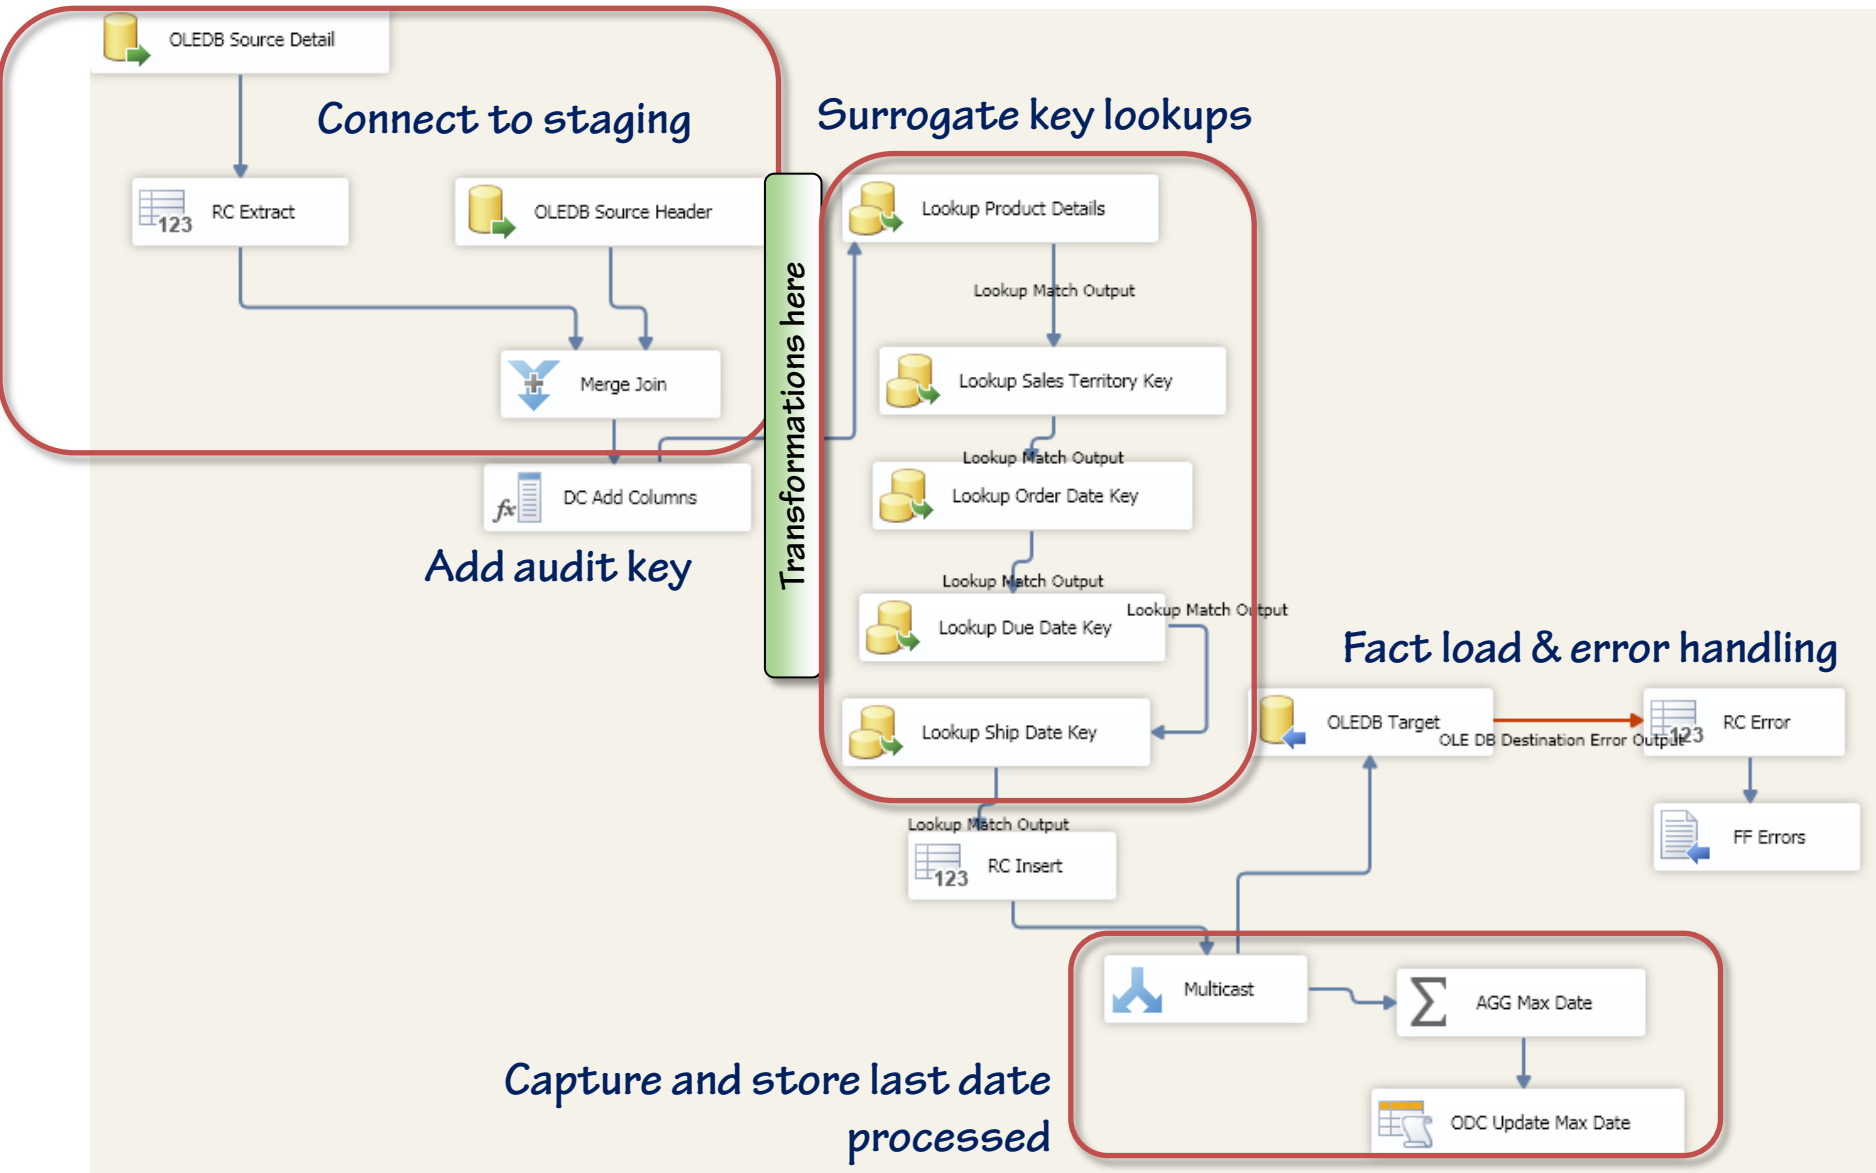 OLEDB Source Detail
Connect to staging
RC Extract
123
OLEDB Source Header
Merge Join
fx
DC Add Columns
Add audit key
Transformations here
Surrogate key lookups
Lookup Product Details
Lookup Match Output
Lookup Sales Territory Key
Lookup Match Output
Lookup Order Date Key
Lookup Match Output
Lookup Due Date Key
Lookup Match Output
Lookup Ship Date Key
Lookup Match Output
RC Insert
123
Fact load & error handling
OLEDB Target
OLE DB Destination Error Output
RC Error
123
FF Errors
Multicast
Σ
AGG Max Date
ODC Update Max Date
Capture and store last date
processed